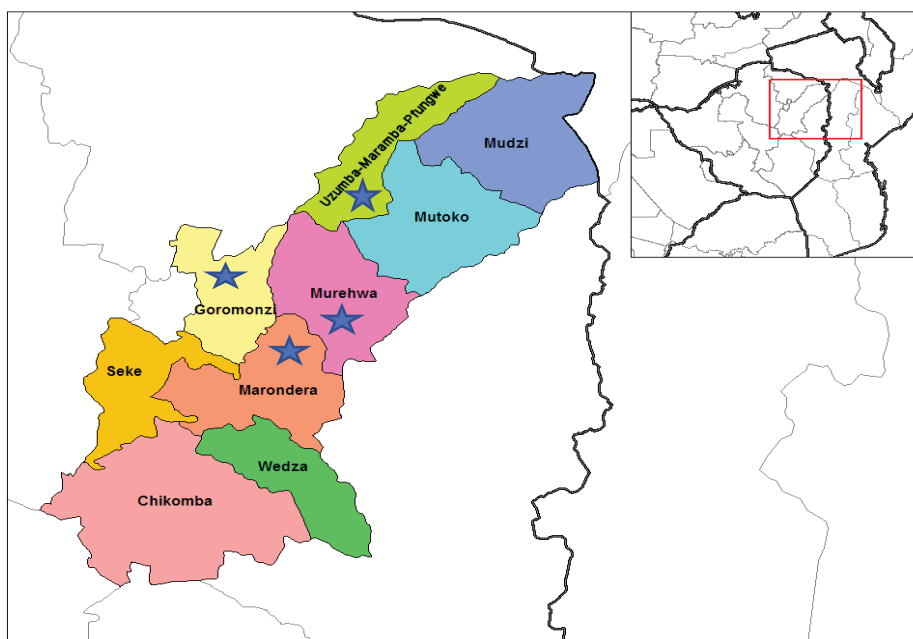 Uzumba-Maramba-Pfungwe
Mudzi
Mutoko
Murehwa
Goromonzi
Seke
Marondera
Wedza
Chikomba